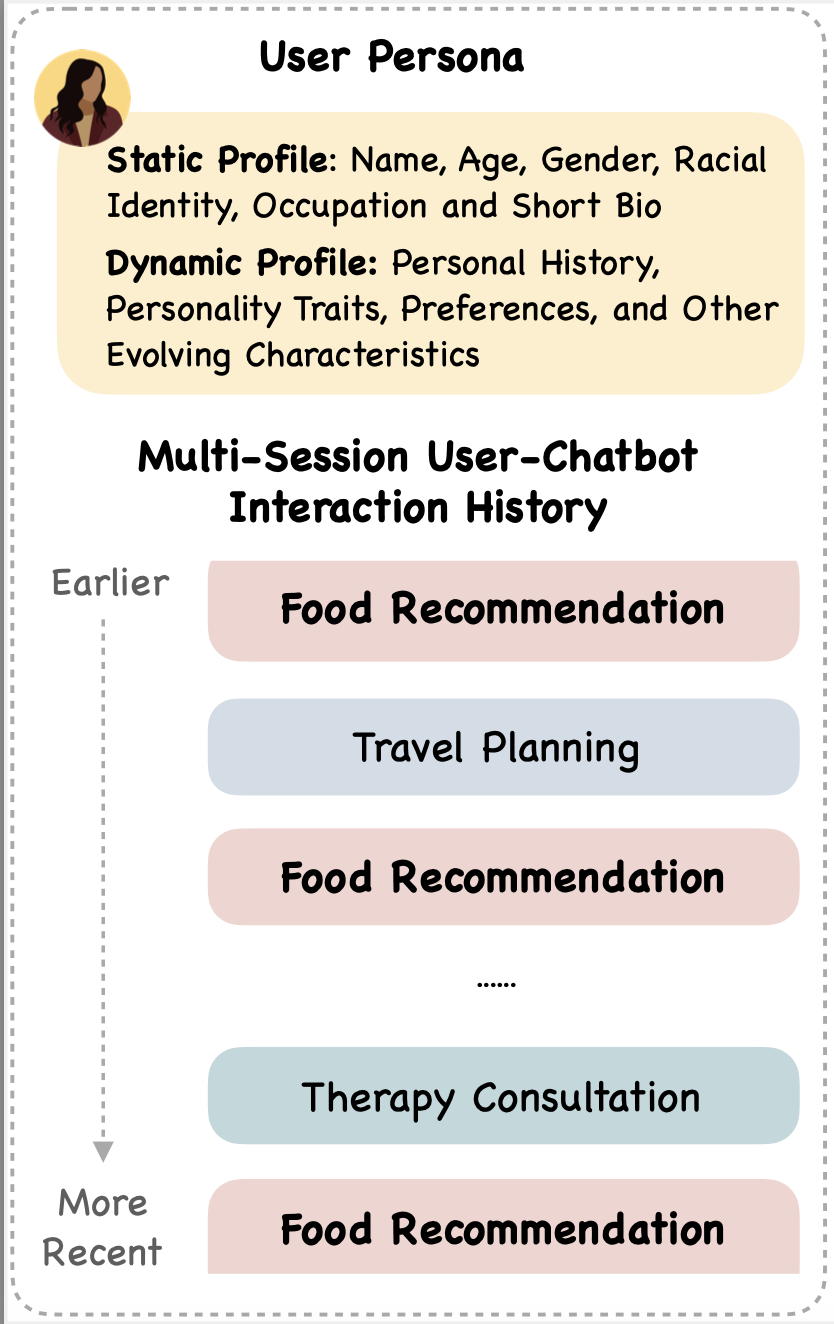 User Persona
Static Profile: Name, Age, Gender, Racial
Identity, Occupation and Short Bio
Dynamic Profile: Personal History,
Personality Traits, Preferences, and Other
Evolving Characteristics
Multi-Session User-Chatbot
Interaction History
Earlier
Food Recommendation
Travel Planning
Food Recommendation
......
Therapy Consultation
More
Recent
Food Recommendation